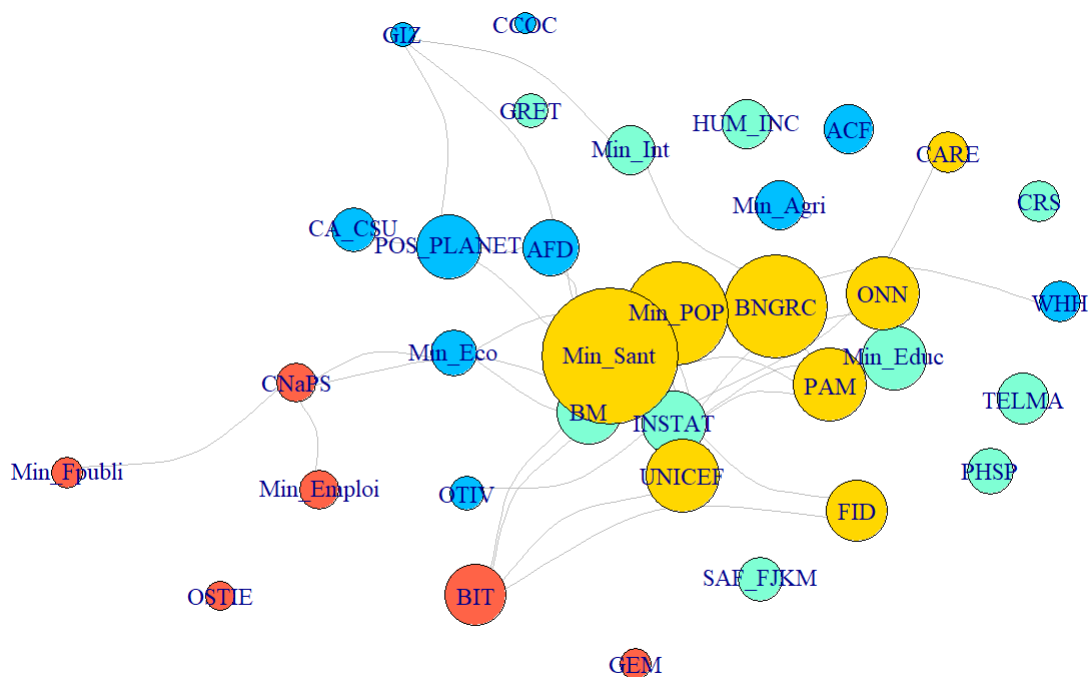 GIZ
CCOC
GRET
HUM_INC
ACF
Min_Int
CARE
CRS
Min_Agri
CA_CSU
POS_PLANET
AFD
ONN
WHH
Min_POP
BNGRC
Min_Eco
Min_Sant
Min_Educ
CNaPS
PAM
TELMA
BM
INSTAT
Min_Fpubli
PHSP
UNICEF
Min_Emploi
OTIV
FID
SAF_FJKM
OSTIE
BIT
GEM